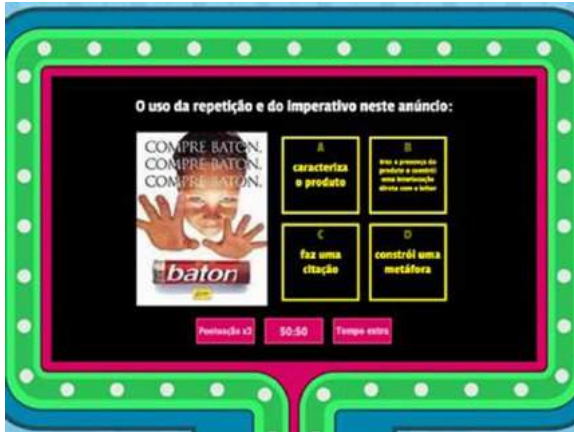 O uso da repetição e do imperativo neste anúncio:
COMPRE BATON.
COMPRE BATON.
COMPRE BATON.
baton
A
caracteriza
o produto
B
traz a presença do
produto e constrói
uma interlocução
direta com o leitor
C
faz uma
citação
D
constrói uma
metáfora
Pontuação x2
50:50
Tempo extra